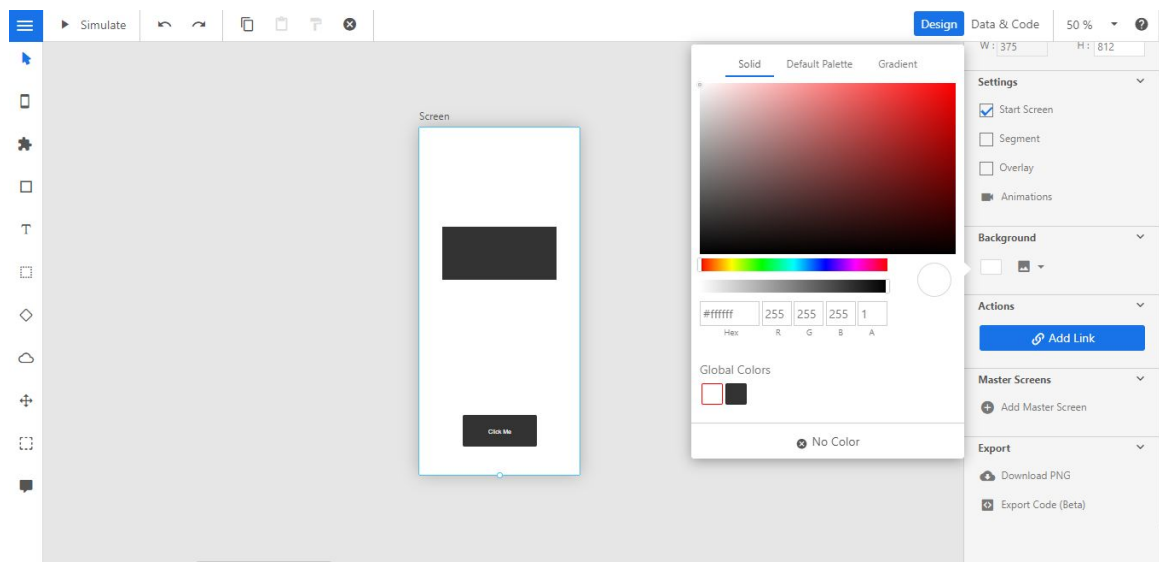 Simulate
Design
Data & Code
50 %
W: 375
H: 812
Solid
Default Palette
Gradient
Settings
Start Screen
Segment
Overlay
Animations
Screen
Background
#ffffff
255
255
255
1
Hex
R
G
B
A
Actions
Add Link
Global Colors
Master Screens
Add Master Screen
Click Me
No Color
Export
Download PNG
Export Code (Beta)
T